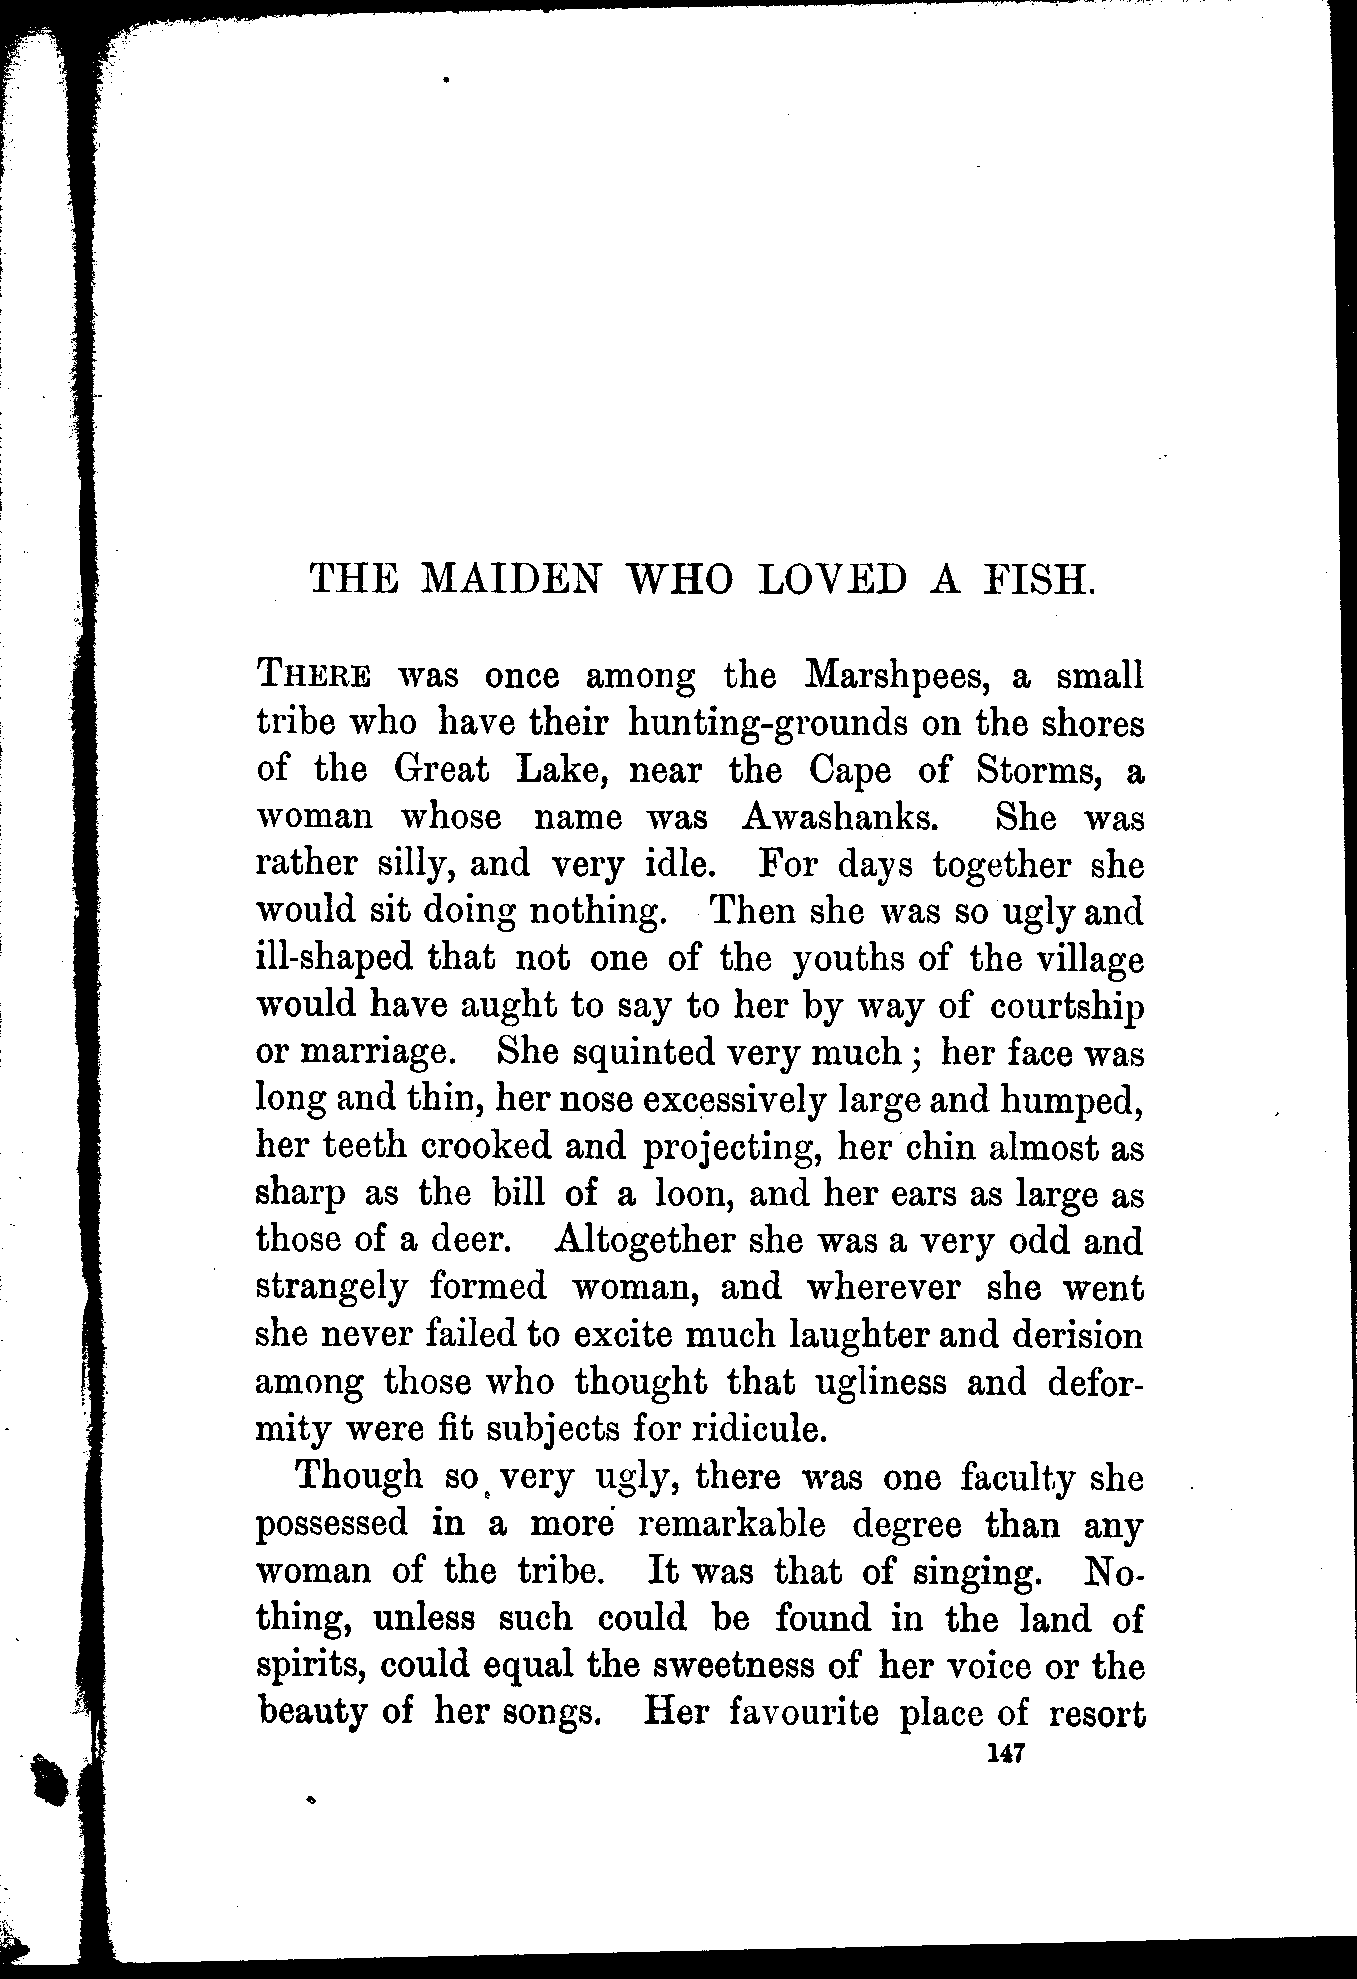 THE MAIDEN WHO LOVED A FISH.
THERE was once among the Marshpees, a small
tribe who have their hunting-grounds on the shores
of the Great Lake, near the Cape of Storms, a
woman whose name was Awashanks. She was
rather silly, and very idle. For days together she
would sit doing nothing. Then she was so ugly and
ill-shaped that not one of the youths of the village
would have aught to say to her by way of courtship
or marriage. She squinted very much; her face was
long and thin, her nose excessively large and humped,
her teeth crooked and projecting, her chin almost as
sharp as the bill of a loon, and her ears as large as
those of a deer. Altogether she was a very odd and
strangely formed woman, and wherever she went
she never failed to excite much laughter and derision
among those who thought that ugliness and defor-
mity were fit subjects for ridicule.
Though so very ugly, there was one faculty she
possessed in a more remarkable degree than any
woman of the tribe. It was that of singing. No-
thing, unless such could be found in the land of
spirits, could equal the sweetness of her voice or the
beauty of her songs. Her favourite place of resort
147